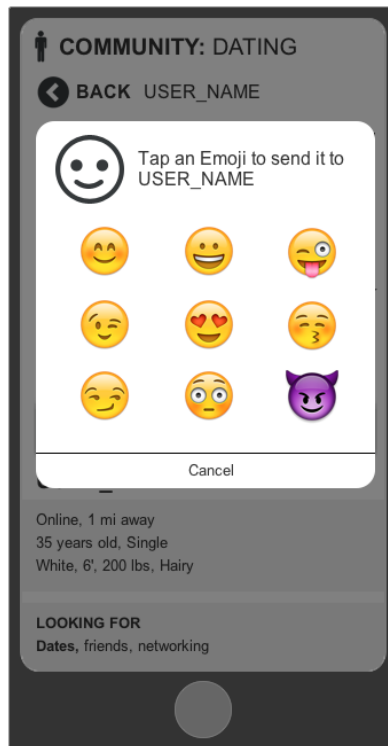 COMMUNITY: DATING
BACK USER_NAME
Tap an Emoji to send it to
USER_NAME
Cancel
Online, 1 mi away
35 years old, Single
White, 6', 200 lbs, Hairy
LOOKING FOR
Dates, friends, networking